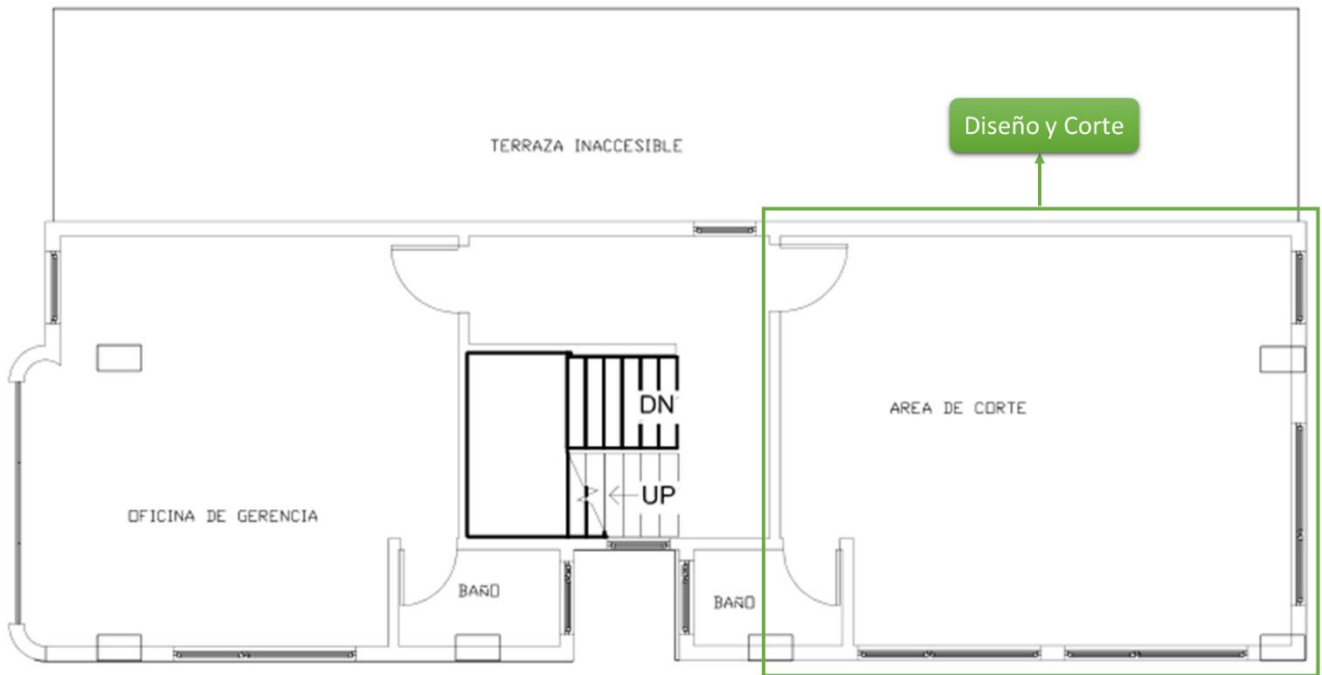 TERRAZA INACCESIBLE
Diseño y Corte
DN
AREA DE CORTE
UP
OFICINA DE GERENCIA
BAÑO
BAÑO